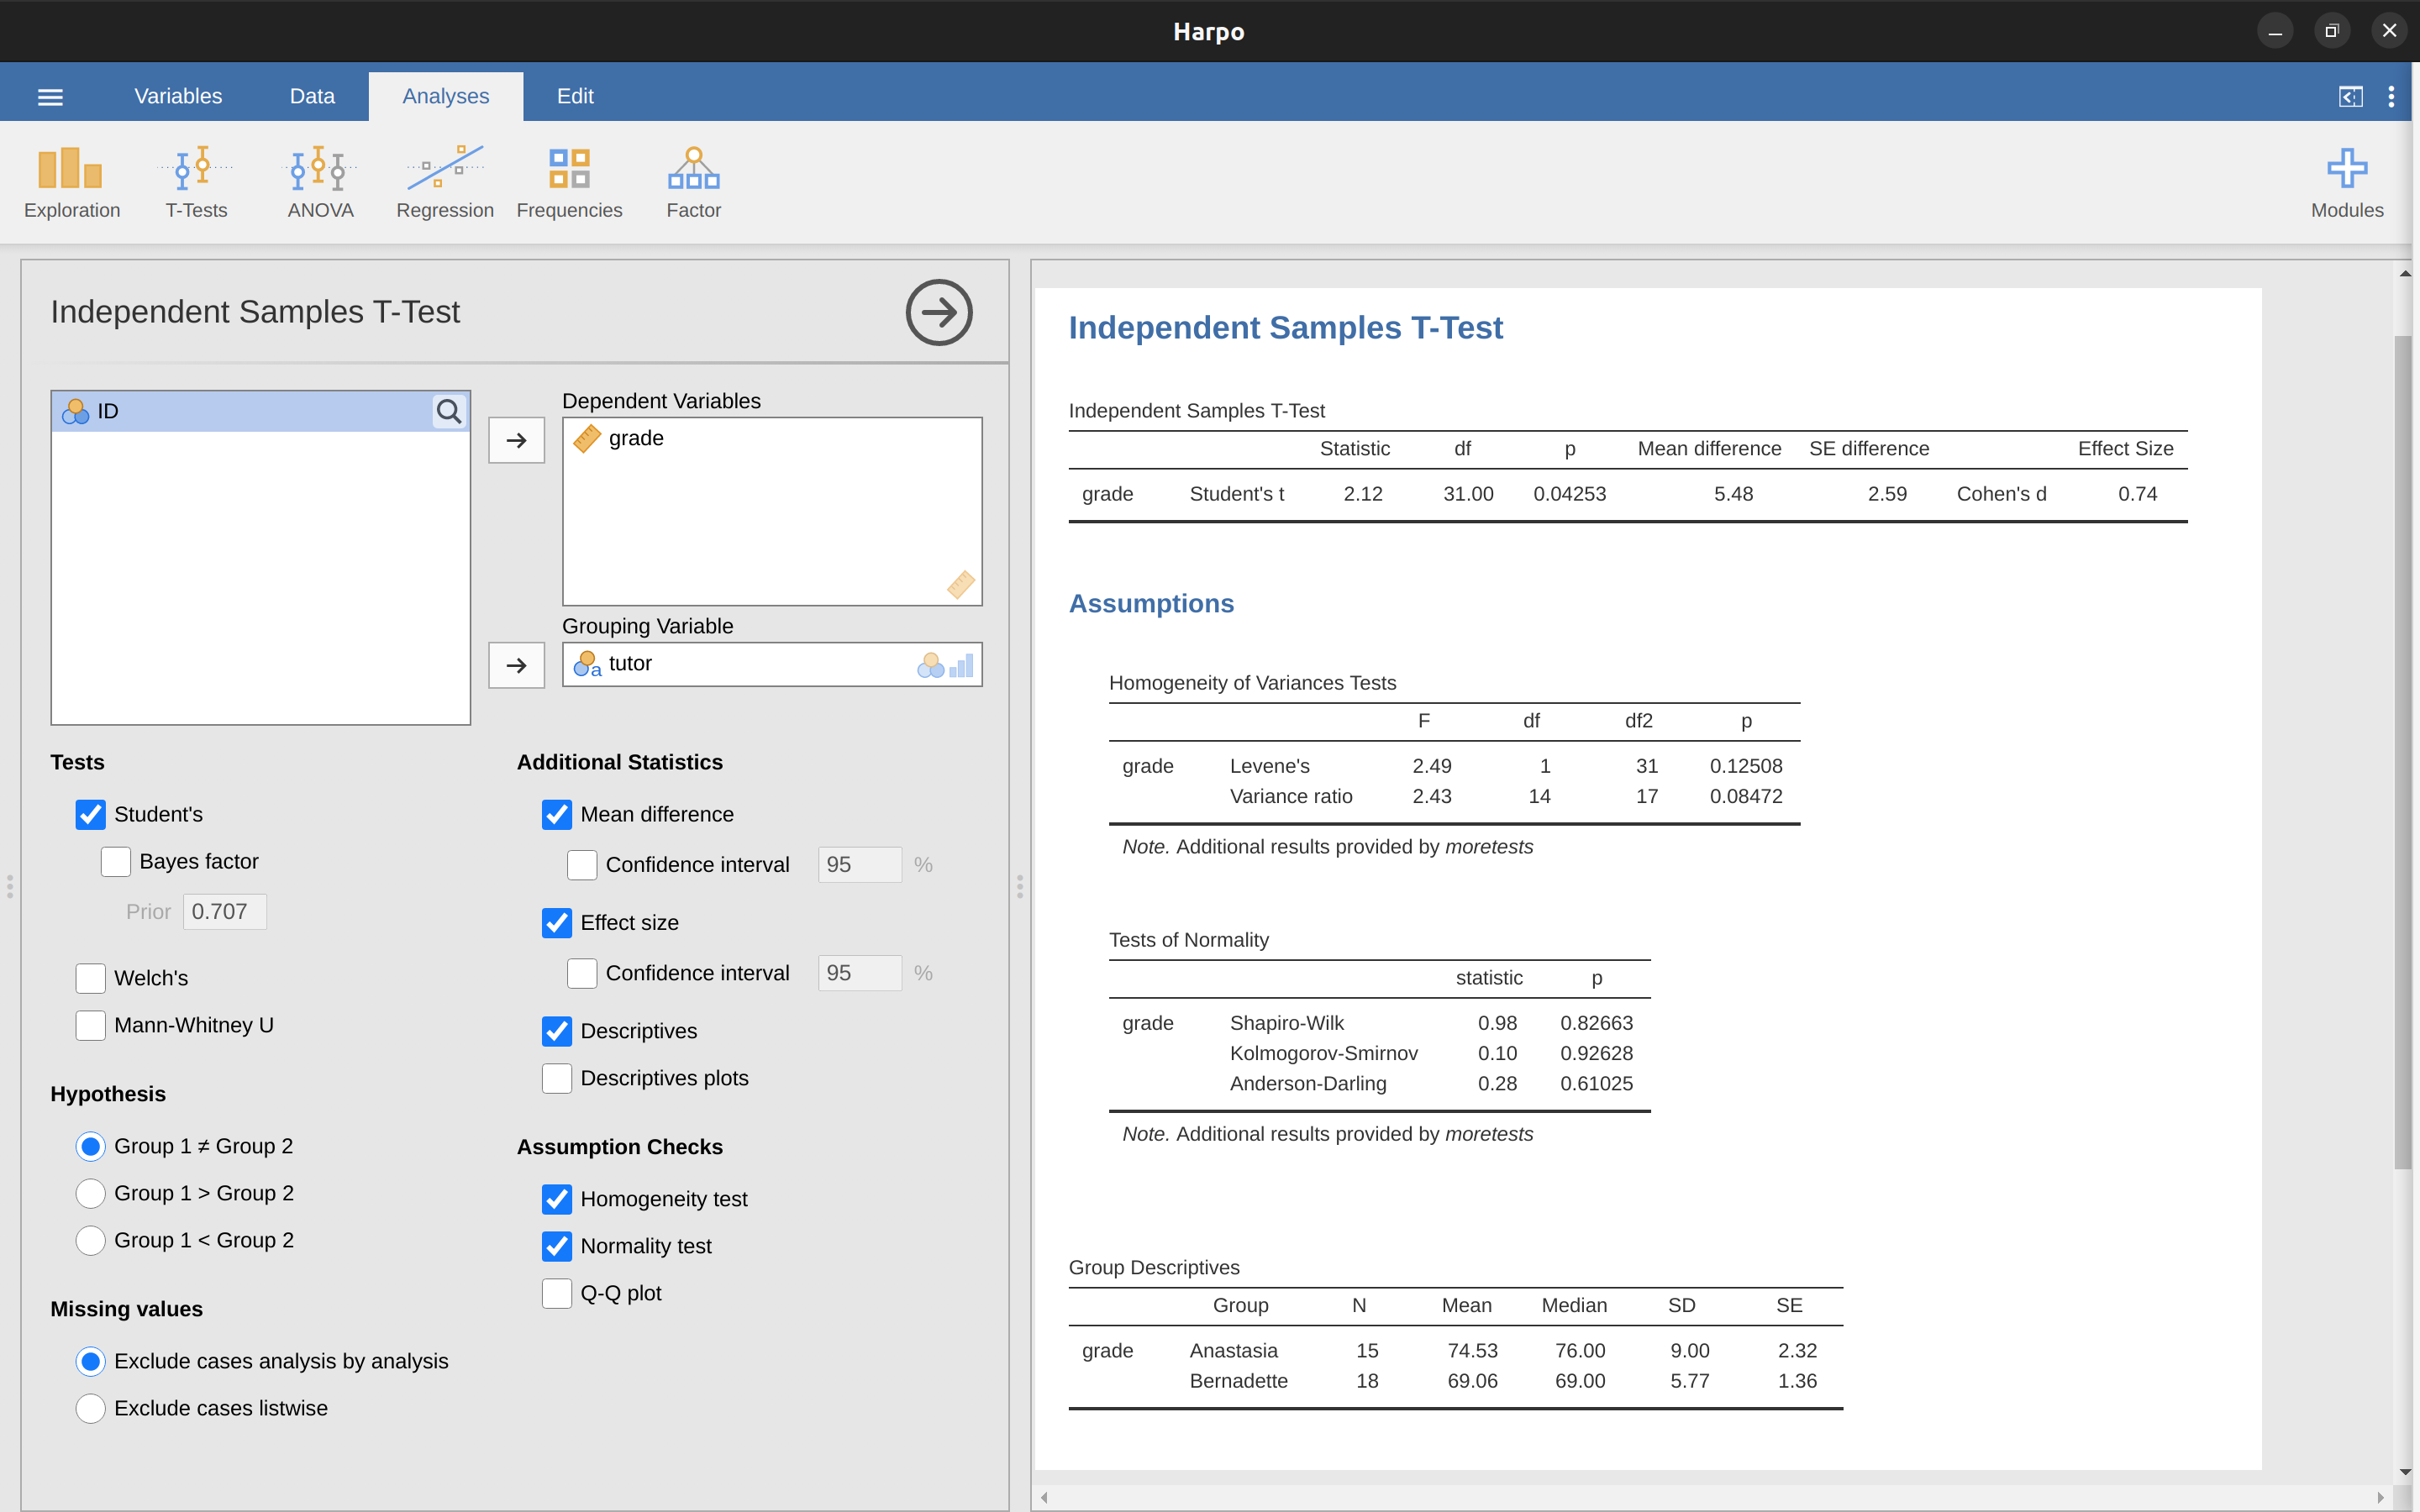 Harpo
Variables Data Analyses Edit
Exploration T-Tests ANOVA Regression Frequencies Factor Modules
Independent Samples T-Test
ID
Dependent Variables
grade
Grouping Variable
a tutor
Tests
Student's
Bayes factor
Prior 0.707
Welch's
Mann-Whitney U
Hypothesis
Group 1 ≠ Group 2
Group 1 > Group 2
Group 1 < Group 2
Missing values
Exclude cases analysis by analysis
Exclude cases listwise
Additional Statistics
Mean difference
Confidence interval 95 %
Effect size
Confidence interval 95 %
Descriptives
Descriptives plots
Assumption Checks
Homogeneity test
Normality test
Q-Q plot
Independent Samples T-Test
Independent Samples T-Test
Statistic df p Mean difference SE difference Effect Size
grade Student's t 2.12 31.00 0.04253 5.48 2.59 Cohen's d 0.74
Assumptions
Homogeneity of Variances Tests
F df df2 p
grade Levene's 2.49 1 31 0.12508
Variance ratio 2.43 14 17 0.08472
Note. Additional results provided by moretests
Tests of Normality
statistic p
grade Shapiro-Wilk 0.98 0.82663
Kolmogorov-Smirnov 0.10 0.92628
Anderson-Darling 0.28 0.61025
Note. Additional results provided by moretests
Group Descriptives
Group N Mean Median SD SE
grade Anastasia 15 74.53 76.00 9.00 2.32
Bernadette 18 69.06 69.00 5.77 1.36